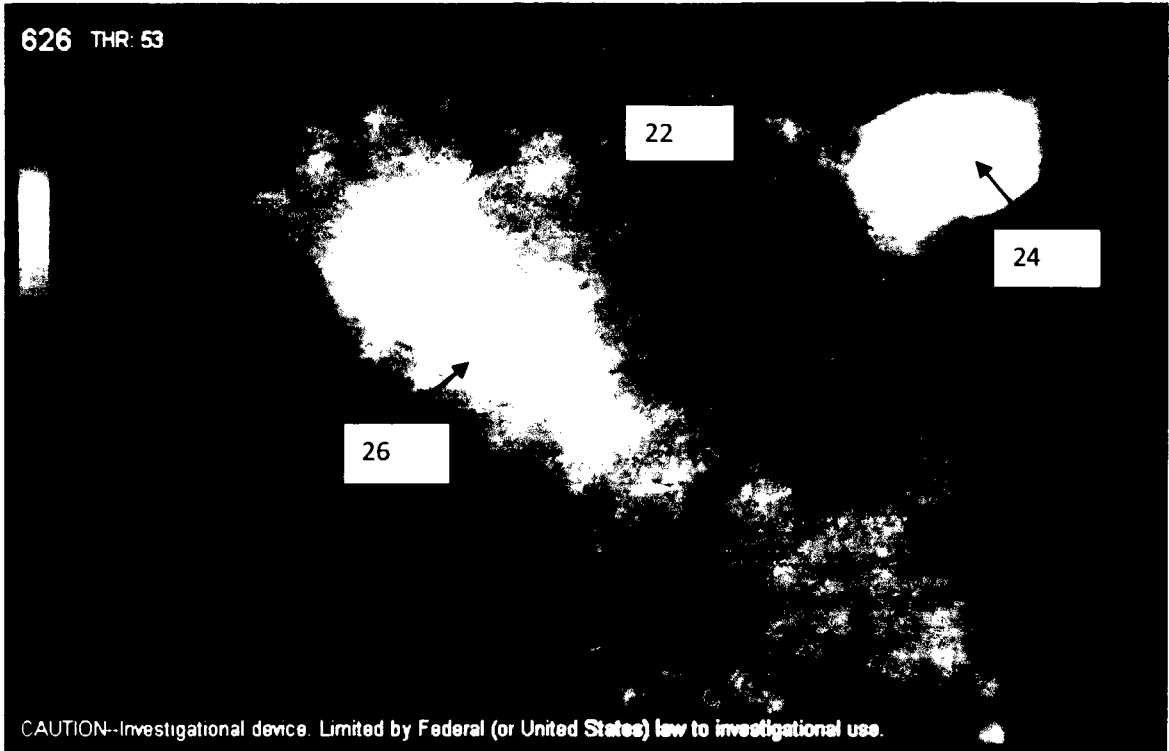 626 THR: 53
22
24
26
CAUTION--Investigational device. Limited by Federal (or United States) law to investigational use.